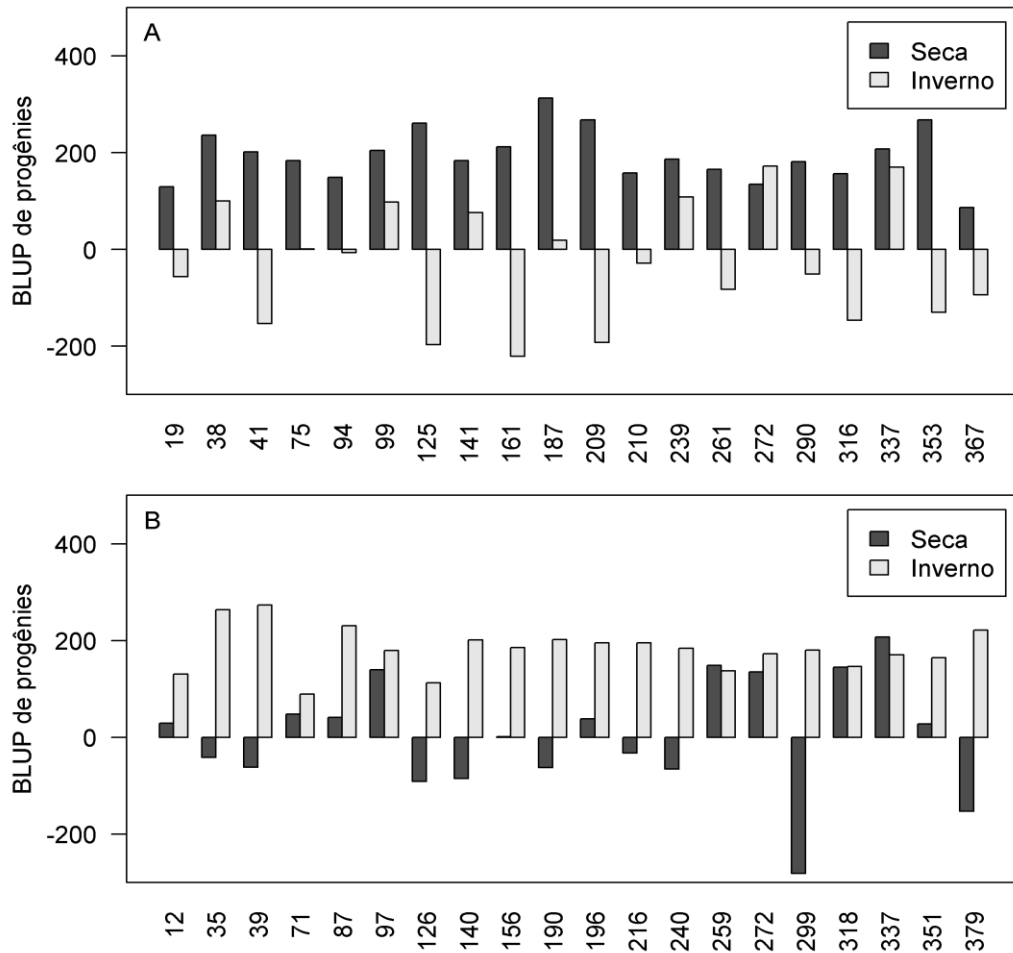 A
Seca
Inverno
BLUP de progênies
400
200
0
-200
19 38 41 75 94 99 125 141 161 187 209 210 239 261 272 290 316 337 353 367
B
Seca
Inverno
BLUP de progênies
400
200
0
-200
12 35 39 71 87 97 126 140 156 190 196 216 240 259 272 299 318 337 351 379